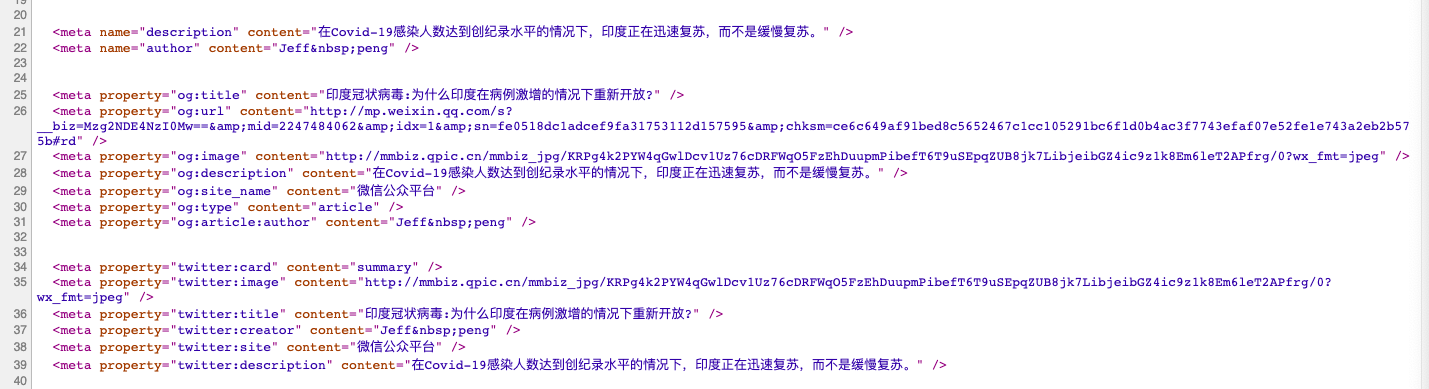 19
20
21 <meta name="description" content="在Covid-19感染人数达到创纪录水平的情况下，印度正在迅速复苏，而不是缓慢复苏。" />
22 <meta name="author" content="Jeff&nbsp;peng" />
23
24
25 <meta property="og:title" content="印度冠状病毒:为什么印度在病例激增的情况下重新开放?" />
26 <meta property="og:url" content="http://mp.weixin.qq.com/s?
__biz=Mzg2NDE4NzI0Mw==&amp;mid=2247484062&amp;idx=1&amp;sn=fe0518dc1adcef9fa31753112d157595&amp;chksm=ce6c649af91bed8c5652467c1cc105291bc6f1d0b4ac3f7743efaf07e52fe1e743a2eb2b57
5b#rd" />
27 <meta property="og:image" content="http://mmbiz.qpic.cn/mmbiz_jpg/KRPg4k2PYW4qGwlDcv1Uz76cDRFWqO5FzEhDuupmPibefT6T9uSEpqZUB8jk7LibjeibGZ4ic9z1k8Em6leT2APfrg/0?wx_fmt=jpeg" />
28 <meta property="og:description" content="在Covid-19感染人数达到创纪录水平的情况下，印度正在迅速复苏，而不是缓慢复苏。" />
29 <meta property="og:site_name" content="微信公众平台" />
30 <meta property="og:type" content="article" />
31 <meta property="og:article:author" content="Jeff&nbsp;peng" />
32
33
34 <meta property="twitter:card" content="summary" />
35 <meta property="twitter:image" content="http://mmbiz.qpic.cn/mmbiz_jpg/KRPg4k2PYW4qGwlDcv1Uz76cDRFWqO5FzEhDuupmPibefT6T9uSEpqZUB8jk7LibjeibGZ4ic9z1k8Em6leT2APfrg/0?
wx_fmt=jpeg" />
36 <meta property="twitter:title" content="印度冠状病毒:为什么印度在病例激增的情况下重新开放?" />
37 <meta property="twitter:creator" content="Jeff&nbsp;peng" />
38 <meta property="twitter:site" content="微信公众平台" />
39 <meta property="twitter:description" content="在Covid-19感染人数达到创纪录水平的情况下，印度正在迅速复苏，而不是缓慢复苏。" />
40